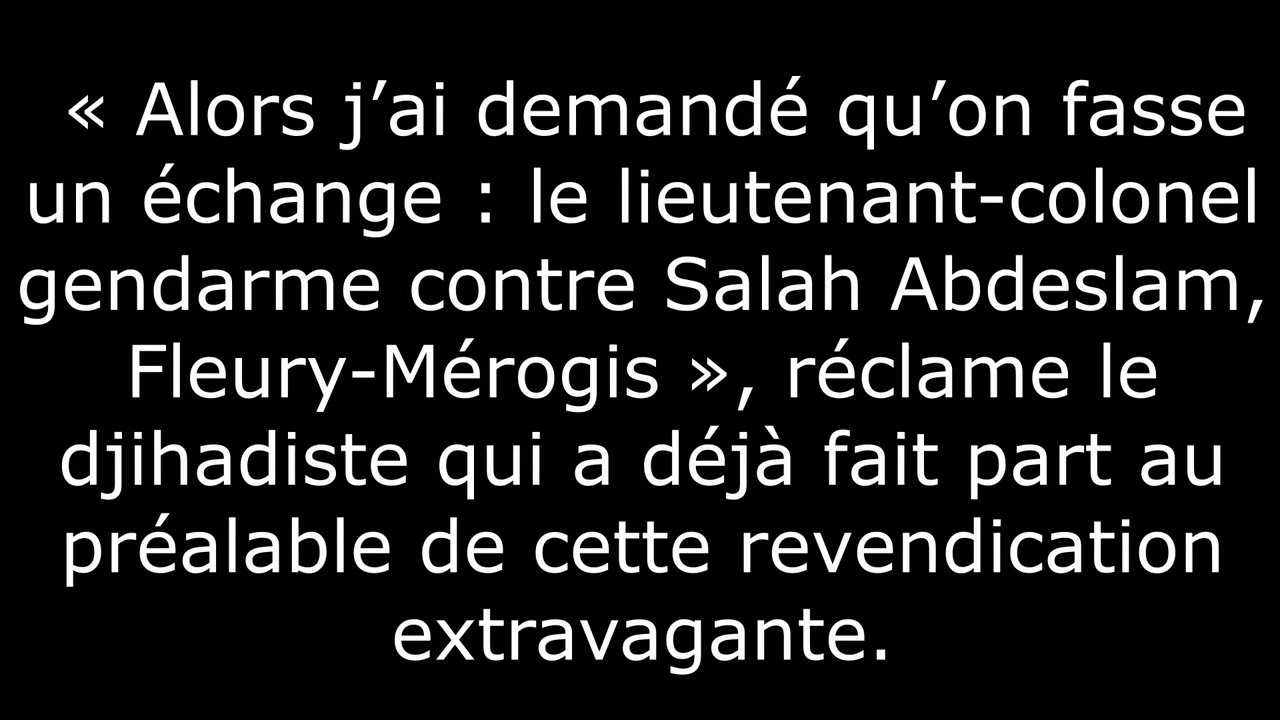 « Alors j’ai demandé qu’on fasse
un échange : le lieutenant-colonel
gendarme contre Salah Abdeslam,
Fleury-Mérogis », réclame le
djihadiste qui a déjà fait part au
préalable de cette revendication
extravagante.